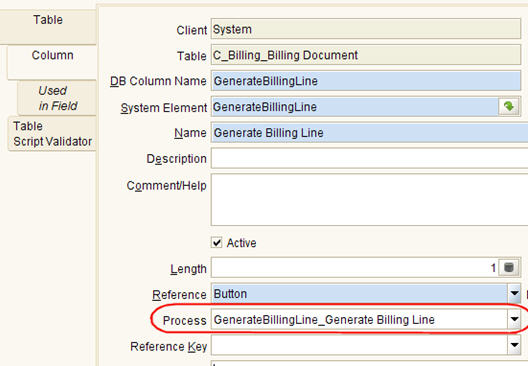 Table
Column
Used
in Field
Table
Script Validator
Client System
Table C_Billing_Billing Document
DB Column Name GenerateBillingLine
System Element GenerateBillingLine
Name Generate Billing Line
Description
Comment/Help
Active
Length 1
Reference Button
Process GenerateBillingLine_Generate Billing Line
Reference Key